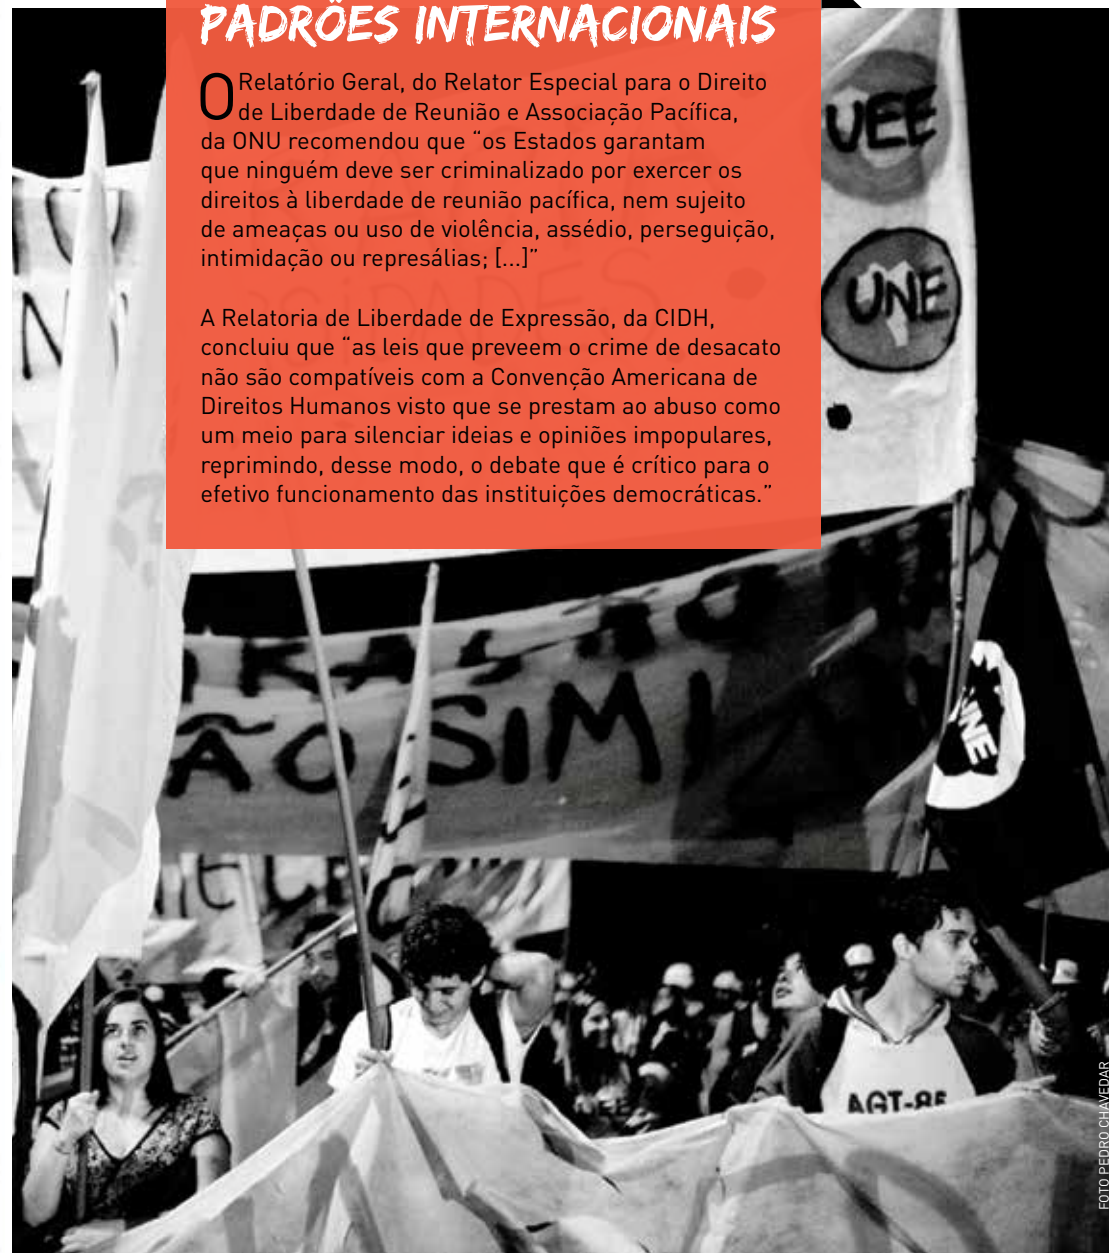 PADRÕES INTERNACIONAIS
O Relatório Geral, do Relator Especial para o Direito
de Liberdade de Reunião e Associação Pacífica,
da ONU recomendou que “os Estados garantam
que ninguém deve ser criminalizado por exercer os
direitos à liberdade de reunião pacífica, nem sujeito
de ameaças ou uso de violência, assédio, perseguição,
intimidação ou represálias; [...]”
A Relatoria de Liberdade de Expressão, da CIDH,
concluiu que “as leis que preveem o crime de desacato
não são compatíveis com a Convenção Americana de
Direitos Humanos visto que se prestam ao abuso como
um meio para silenciar ideias e opiniões impopulares,
reprimindo, desse modo, o debate que é crítico para o
efetivo funcionamento das instituições democráticas.”
UEE
UNE
ÃO SIM!
UNE
AGT-85
FOTO PEDRO CHAVEDAR